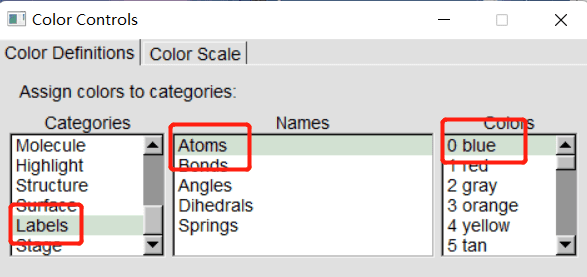 Color Controls
Color Definitions
Color Scale
Assign colors to categories:
Categories
Names
Colors
Molecule
Highlight
Structure
Surface
Labels
Stage
Atoms
Bonds
Angles
Dihedrals
Springs
0 blue
1 red
2 gray
3 orange
4 yellow
5 tan